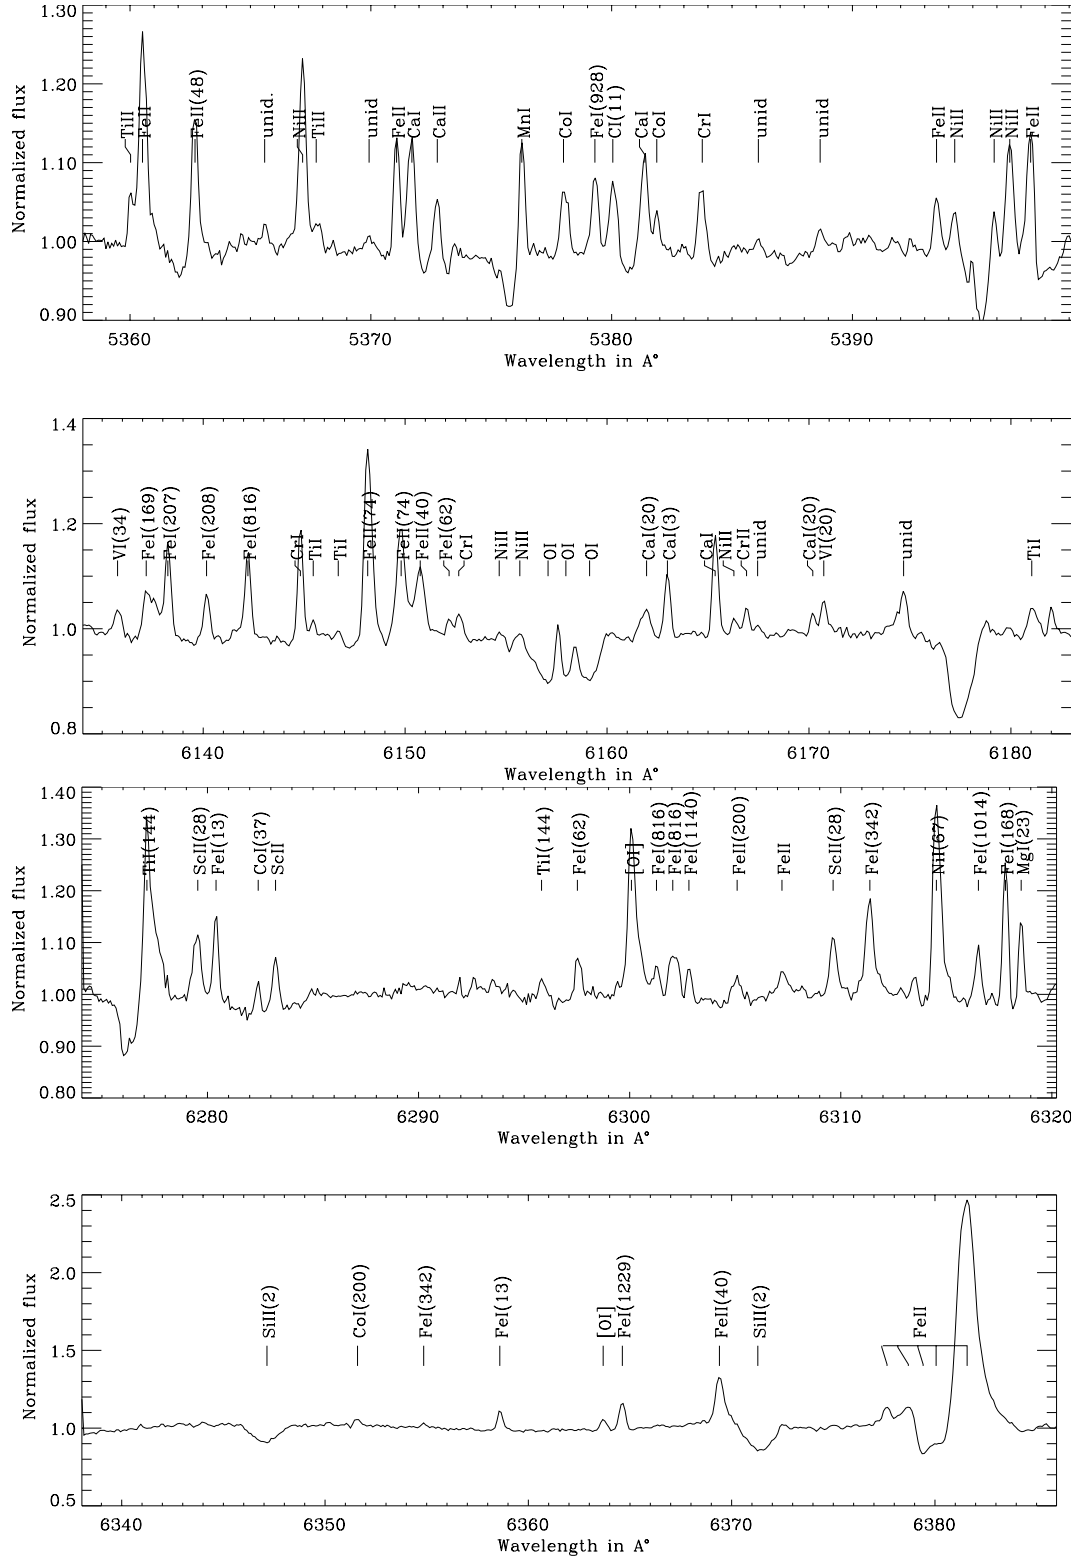 1.30
1.20
1.10
1.00
0.90
Normalized flux
TiII
FeII
FeII(48)
unid.
NiII
TiII
unid
FeII
CaI
CaII
MnI
CoI
FeI(928)
CI(11)
CaI
CoI
CrI
unid
unid
FeII
NiII
NiII
NiII
FeII
5360 5370 5380 5390
Wavelength in A°
1.4
1.2
1.0
0.8
Normalized flux
VI(34)
FeI(169)
FeI(207)
FeI(208)
FeI(816)
CrI
TiI
TiI
FeII(74)
FeII(74)
FeII(40)
FeI(62)
CrI
NiII
NiII
OI
OI
OI
CaI(20)
CaI(3)
CaI
NiII
CrII
unid
CaI(20)
VI(20)
unid
TiI
6140 6150 6160 6170 6180
Wavelength in A°
1.40
1.30
1.20
1.10
1.00
0.90
0.80
Normalized flux
ScII(28)
FeI(13)
CoI(37)
ScII
TiI(144)
FeI(62)
[OI]
FeI(816)
FeI(816)
FeI(1140)
FeII(200)
FeII
ScII(28)
FeI(342)
NiI(67)
FeI(1014)
FeI(168)
MgI(23)
6280 6290 6300 6310 6320
Wavelength in A°
2.5
2.0
1.5
1.0
0.5
Normalized flux
SiII(2)
CoI(200)
FeI(342)
FeI(13)
[OI]
FeI(1229)
FeII(40)
SiII(2)
FeII
6340 6350 6360 6370 6380
Wavelength in A°